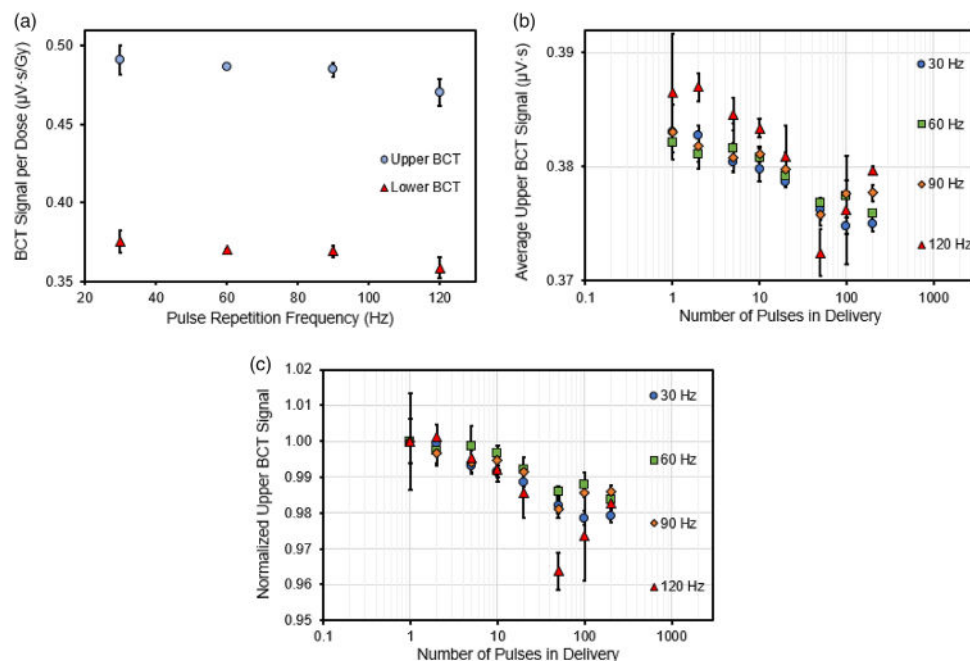 (a)
BCT Signal per Dose (µV·s/Gy)
0.50
0.45
0.40
0.35
20
40
60
80
100
120
Pulse Repetition Frequency (Hz)
Upper BCT
Lower BCT
(b)
Average Upper BCT Signal (µV·s)
0.39
0.38
0.37
0.1
1
10
100
1000
Number of Pulses in Delivery
30 Hz
60 Hz
90 Hz
120 Hz
(c)
Normalized Upper BCT Signal
1.02
1.01
1.00
0.99
0.98
0.97
0.96
0.95
0.1
1
10
100
1000
Number of Pulses in Delivery
30 Hz
60 Hz
90 Hz
120 Hz